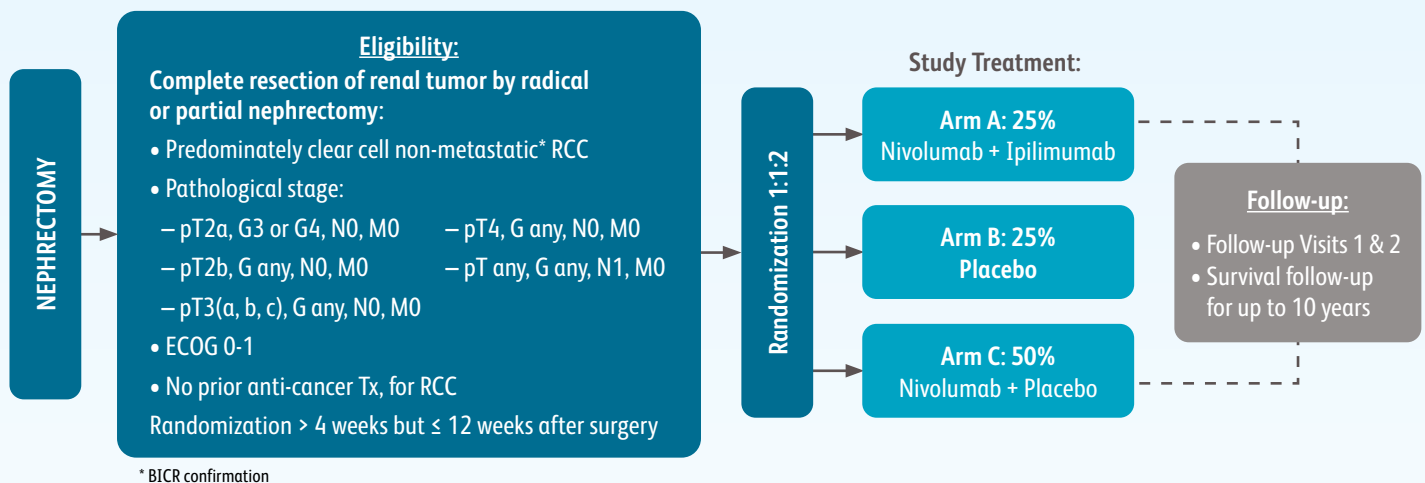 NEPHRECTOMY
Eligibility:
Complete resection of renal tumor by radical
or partial nephrectomy:
• Predominately clear cell non-metastatic* RCC
• Pathological stage:
– pT2a, G3 or G4, N0, M0
– pT2b, G any, N0, M0
– pT3(a, b, c), G any, N0, M0
– pT4, G any, N0, M0
– pT any, G any, N1, M0
• ECOG 0-1
• No prior anti-cancer Tx, for RCC
Randomization > 4 weeks but ≤ 12 weeks after surgery
* BICR confirmation
Randomization 1:1:2
Study Treatment:
Arm A: 25%
Nivolumab + Ipilimumab
Arm B: 25%
Placebo
Arm C: 50%
Nivolumab + Placebo
Follow-up:
• Follow-up Visits 1 & 2
• Survival follow-up
for up to 10 years